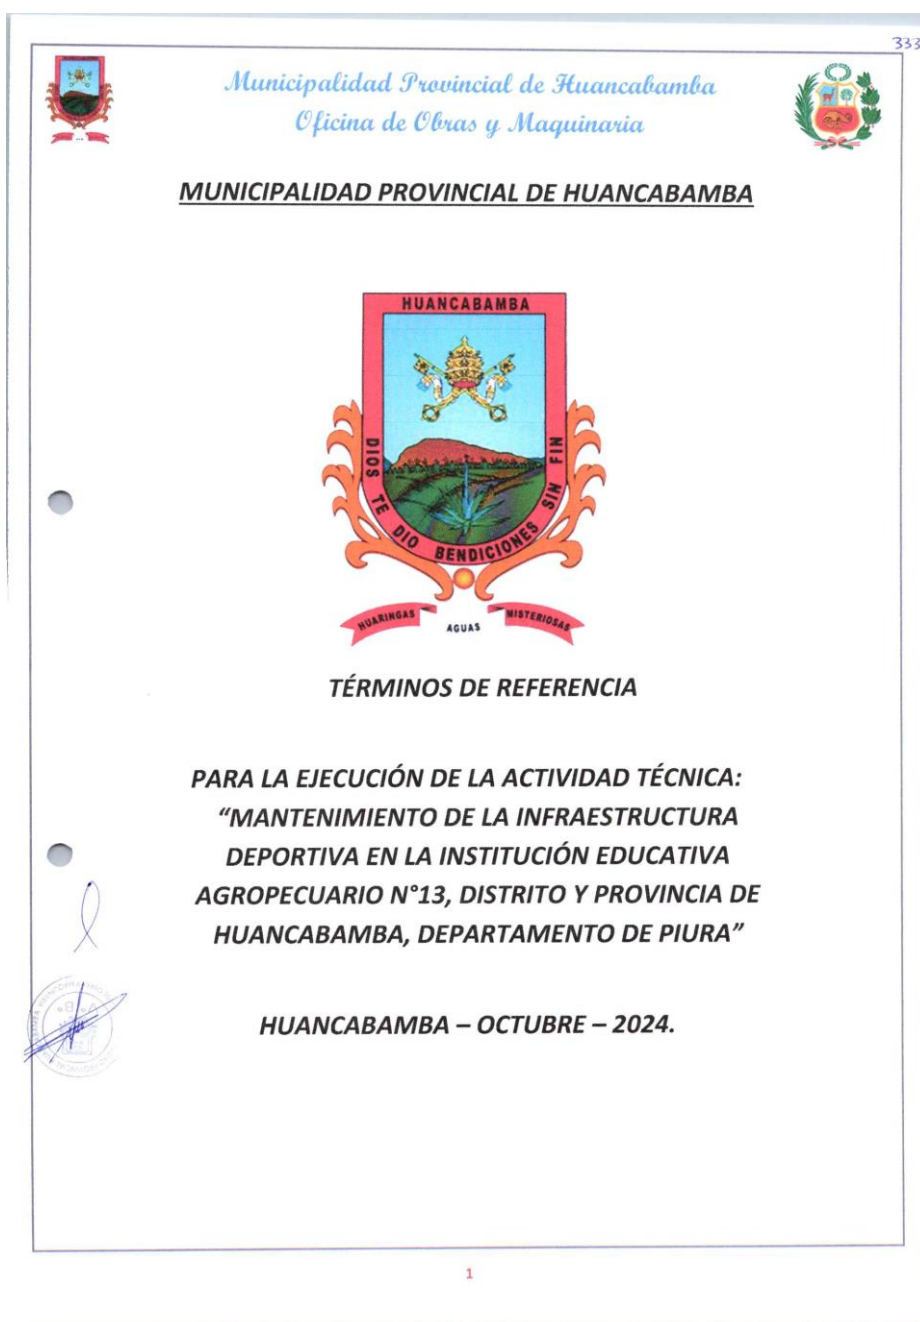 333
Municipalidad Provincial de Huancabamba
Oficina de Obras y Maquinaria
MUNICIPALIDAD PROVINCIAL DE HUANCABAMBA
HUANCABAMBA
DIOS TE DIO BENDICIONES SIN FIN
HUARINGAS AGUAS MISTERIOSAS
TÉRMINOS DE REFERENCIA
PARA LA EJECUCIÓN DE LA ACTIVIDAD TÉCNICA:
“MANTENIMIENTO DE LA INFRAESTRUCTURA
DEPORTIVA EN LA INSTITUCIÓN EDUCATIVA
AGROPECUARIO N°13, DISTRITO Y PROVINCIA DE
HUANCABAMBA, DEPARTAMENTO DE PIURA”
HUANCABAMBA – OCTUBRE – 2024.
1